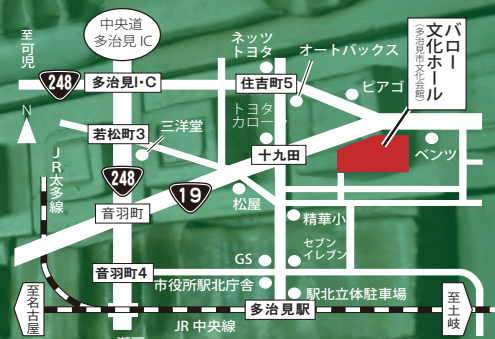 中央道
多治見 IC
至可児
248
多治見I・C
ネッツ
トヨタ
オートバックス
住吉町5
ピアゴ
バロー
文化ホール
(多治見市文化会館)
N
若松町3
三洋堂
トヨタ
カローラ
十九田
ベンツ
JR太多線
248
19
音羽町
松屋
精華小
GS
セブン
イレブン
音羽町4
市役所駅北庁舎
駅北立体駐車場
至名古屋
多治見駅
至土岐
JR 中央線